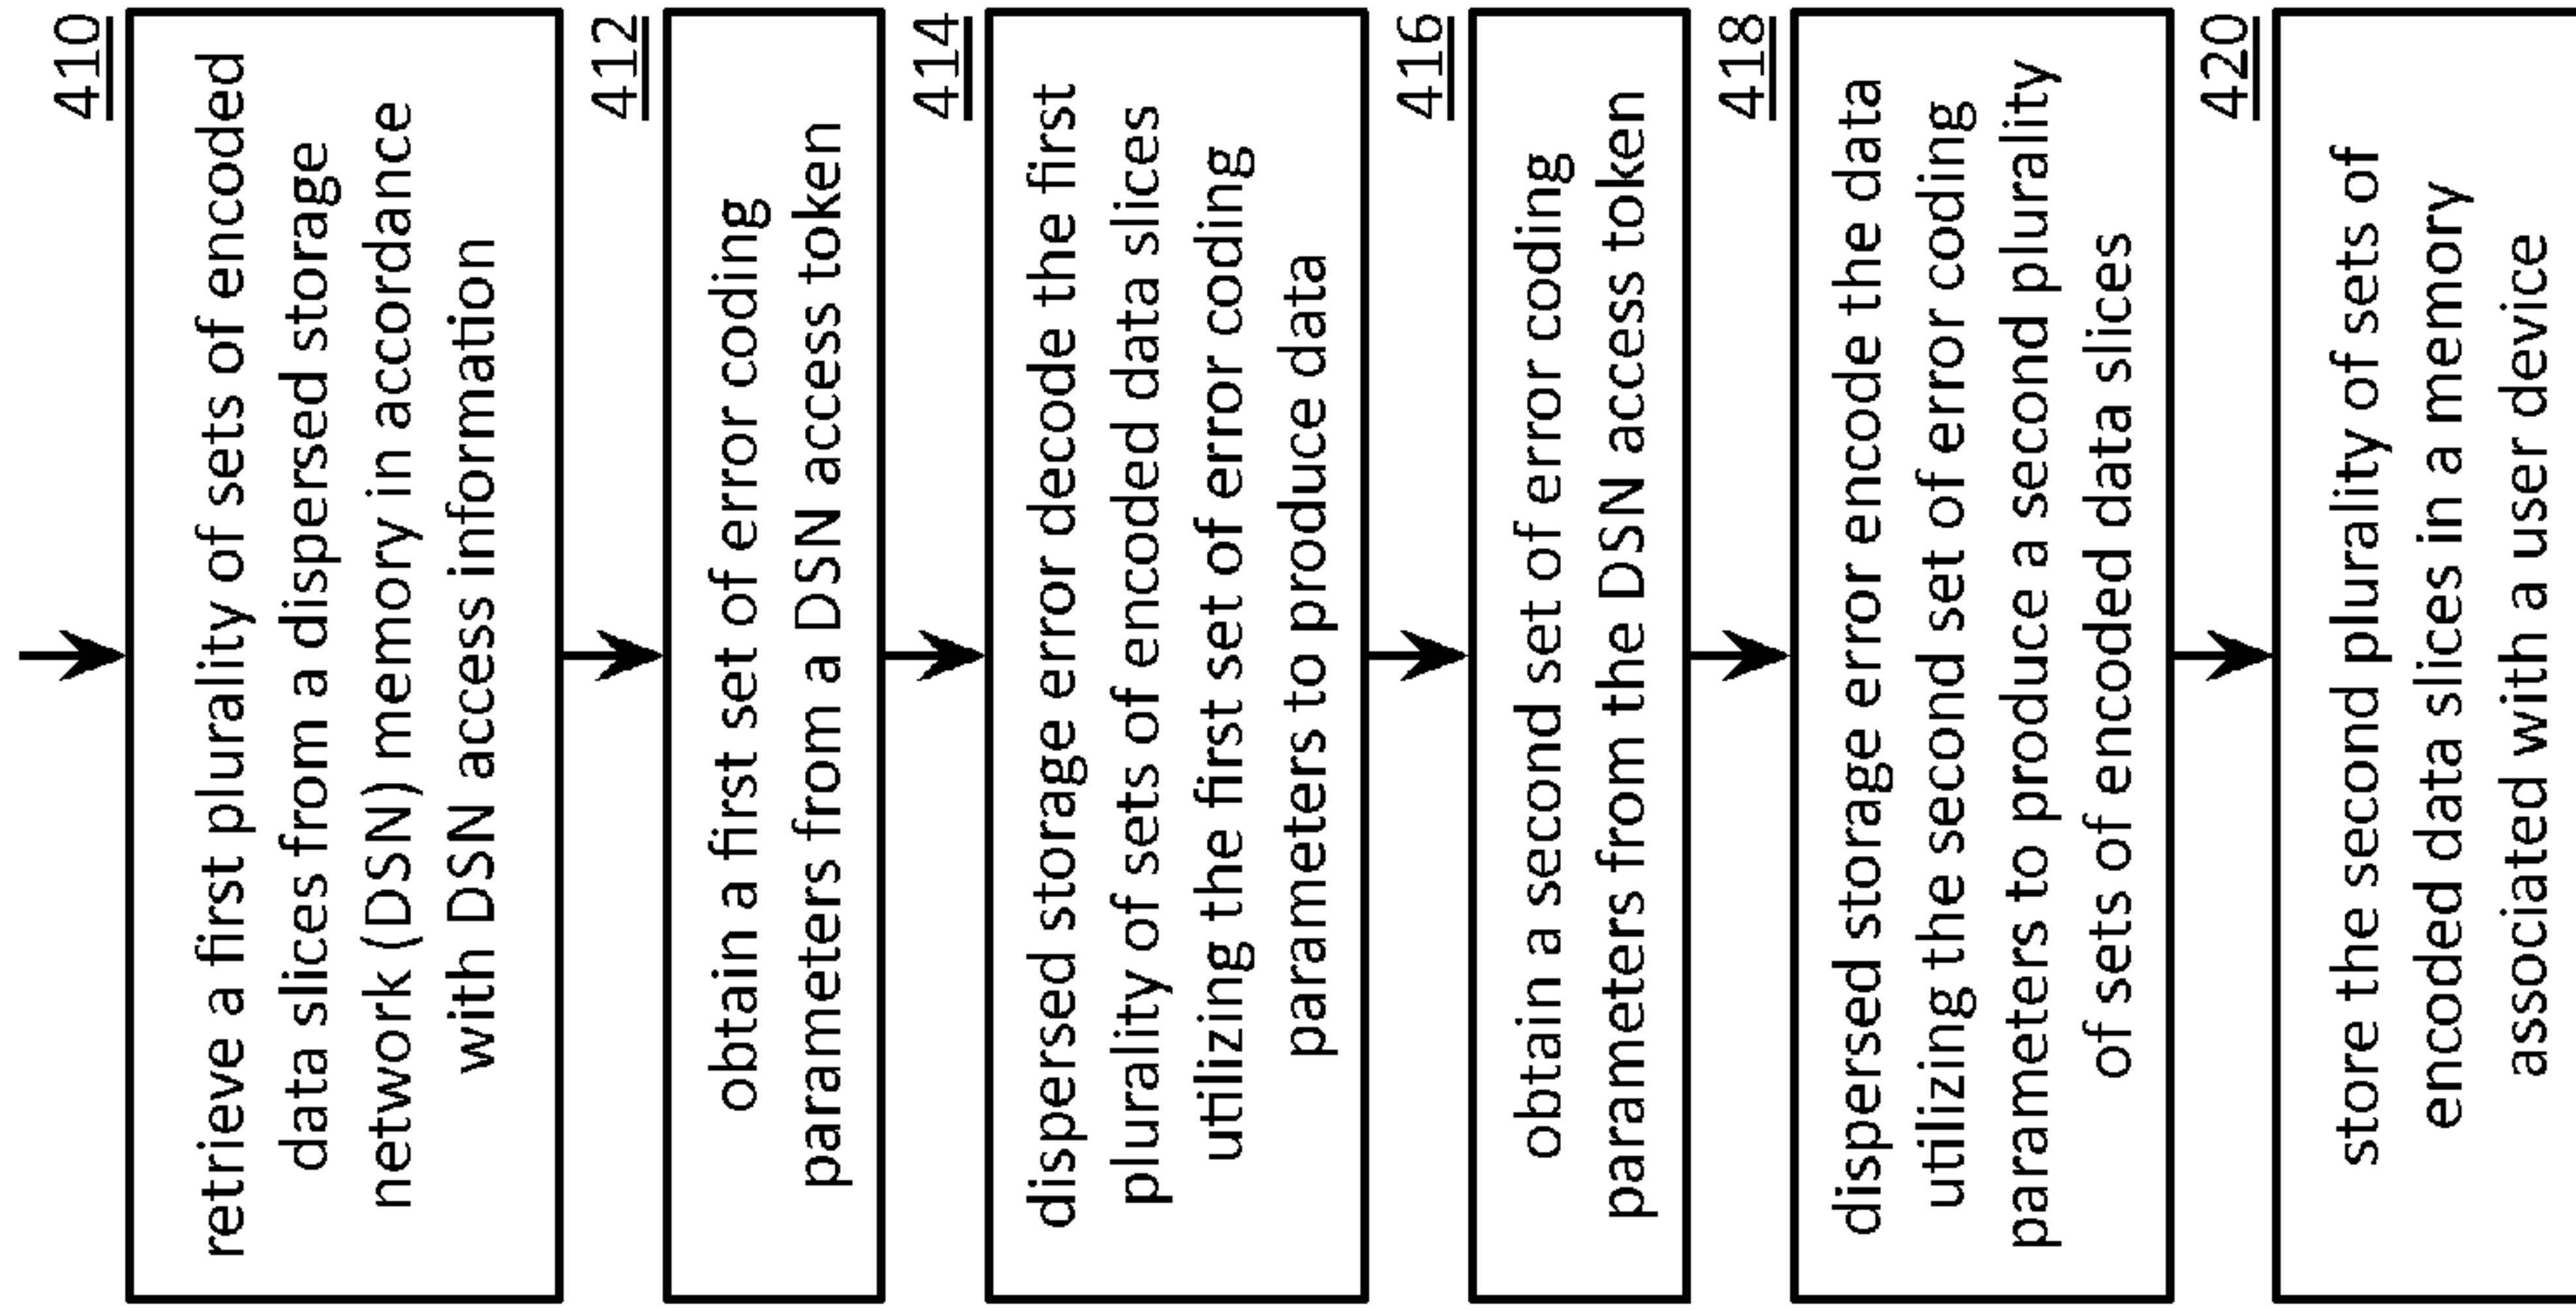 410
retrieve a first plurality of sets of encoded
data slices from a dispersed storage
network (DSN) memory in accordance
with DSN access information
412
obtain a first set of error coding
parameters from a DSN access token
414
dispersed storage error decode the first
plurality of sets of encoded data slices
utilizing the first set of error coding
parameters to produce data
416
obtain a second set of error coding
parameters from the DSN access token
418
dispersed storage error encode the data
utilizing the second set of error coding
parameters to produce a second plurality
of sets of encoded data slices
420
store the second plurality of sets of
encoded data slices in a memory
associated with a user device